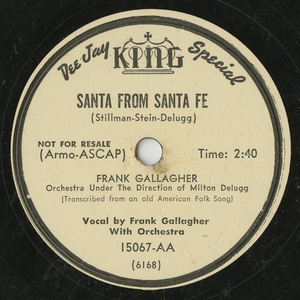 Dee Jay KING Special
SANTA FROM SANTA FE
(Stillman-Stein-Delugg)
NOT FOR RESALE
(Armo-ASCAP) Time: 2:40
FRANK GALLAGHER
Orchestra Under The Direction of Milton Delugg
(Transcribed from an old American Folk Song)
Vocal by Frank Gallagher
With Orchestra
15067-AA
(6168)